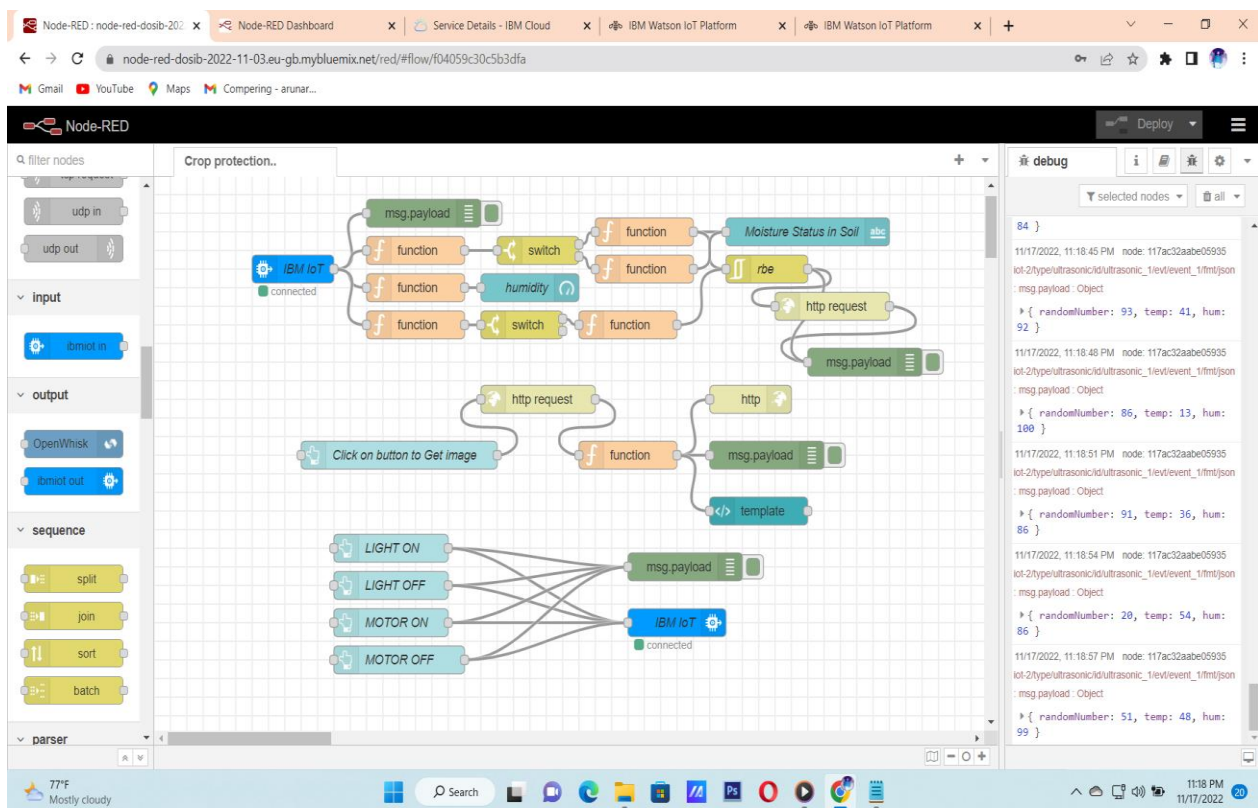 Node-RED : node-red-dosib-202
Node-RED Dashboard
Service Details - IBM Cloud
IBM Watson IoT Platform
IBM Watson IoT Platform
node-red-dosib-2022-11-03.eu-gb.mybluemix.net/red/#flow/f04059c30c5b3dfa
Gmail
YouTube
Maps
Compering - arunar...
Node-RED
Deploy
filter nodes
udp in
udp out
input
ibmiot in
output
OpenWhisk
ibmiot out
sequence
split
join
sort
batch
parser
Crop protection..
msg.payload
function
switch
function
Moisture Status in Soil
abc
IBM IoT
connected
function
rbe
function
humidity
http request
function
switch
function
msg.payload
http request
http
Click on button to Get image
function
msg.payload
</> template
LIGHT ON
msg.payload
LIGHT OFF
MOTOR ON
IBM IoT
connected
MOTOR OFF
debug
i
selected nodes
all
84 }
11/17/2022, 11:18:45 PM node: 117ac32aabe05935
iot-2/type/ultrasonic/id/ultrasonic_1/evt/event_1/fmt/json
: msg.payload : Object
{ randomNumber: 93, temp: 41, hum:
92 }
11/17/2022, 11:18:48 PM node: 117ac32aabe05935
iot-2/type/ultrasonic/id/ultrasonic_1/evt/event_1/fmt/json
: msg.payload : Object
{ randomNumber: 86, temp: 13, hum:
100 }
11/17/2022, 11:18:51 PM node: 117ac32aabe05935
iot-2/type/ultrasonic/id/ultrasonic_1/evt/event_1/fmt/json
: msg.payload : Object
{ randomNumber: 91, temp: 36, hum:
86 }
11/17/2022, 11:18:54 PM node: 117ac32aabe05935
iot-2/type/ultrasonic/id/ultrasonic_1/evt/event_1/fmt/json
: msg.payload : Object
{ randomNumber: 20, temp: 54, hum:
86 }
11/17/2022, 11:18:57 PM node: 117ac32aabe05935
iot-2/type/ultrasonic/id/ultrasonic_1/evt/event_1/fmt/json
: msg.payload : Object
{ randomNumber: 51, temp: 48, hum:
99 }
77°F
Mostly cloudy
Search
Ps
11:18 PM
11/17/2022
20